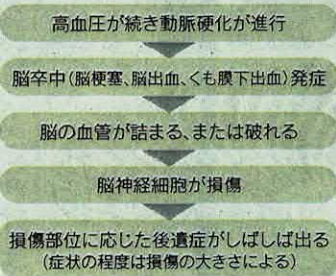 高血圧が続き動脈硬化が進行
脳卒中(脳梗塞、脳出血、くも膜下出血)発症
脳の血管が詰まる、または破れる
脳神経細胞が損傷
損傷部位に応じた後遺症がしばしば出る
(症状の程度は損傷の大きさによる)